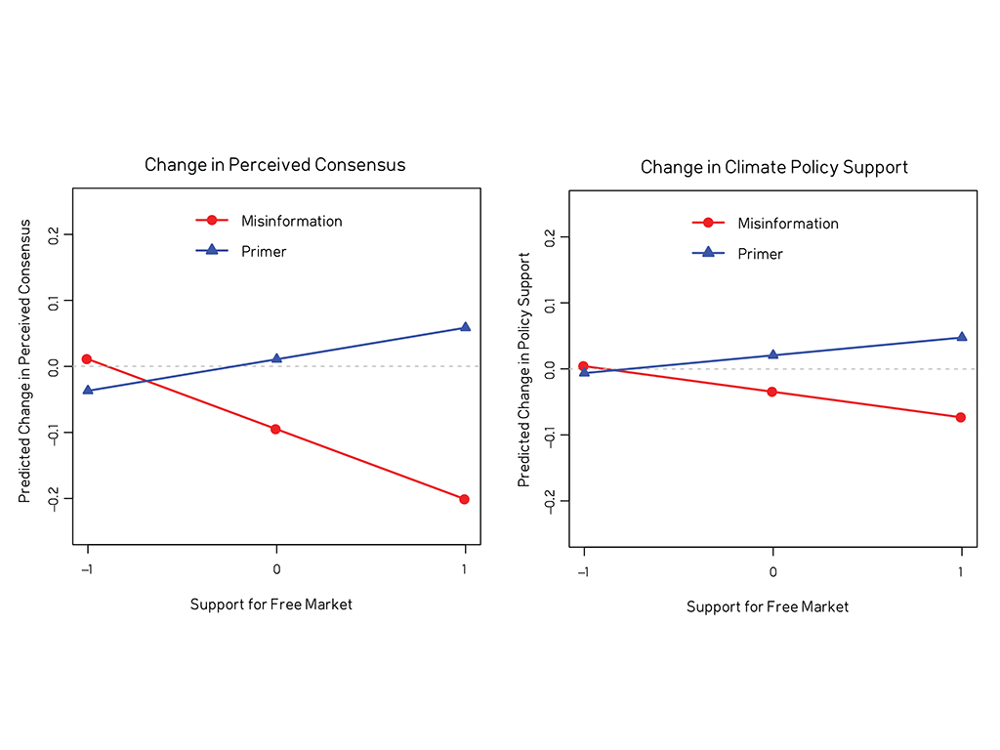 Change in Perceived Consensus
Misinformation
Primer
Predicted Change in Perceived Consensus
0.2
0.1
0.0
−0.1
−0.2
−1
0
1
Support for Free Market
Change in Climate Policy Support
Misinformation
Primer
Predicted Change in Policy Support
0.2
0.1
0.0
−0.1
−0.2
−1
0
1
Support for Free Market